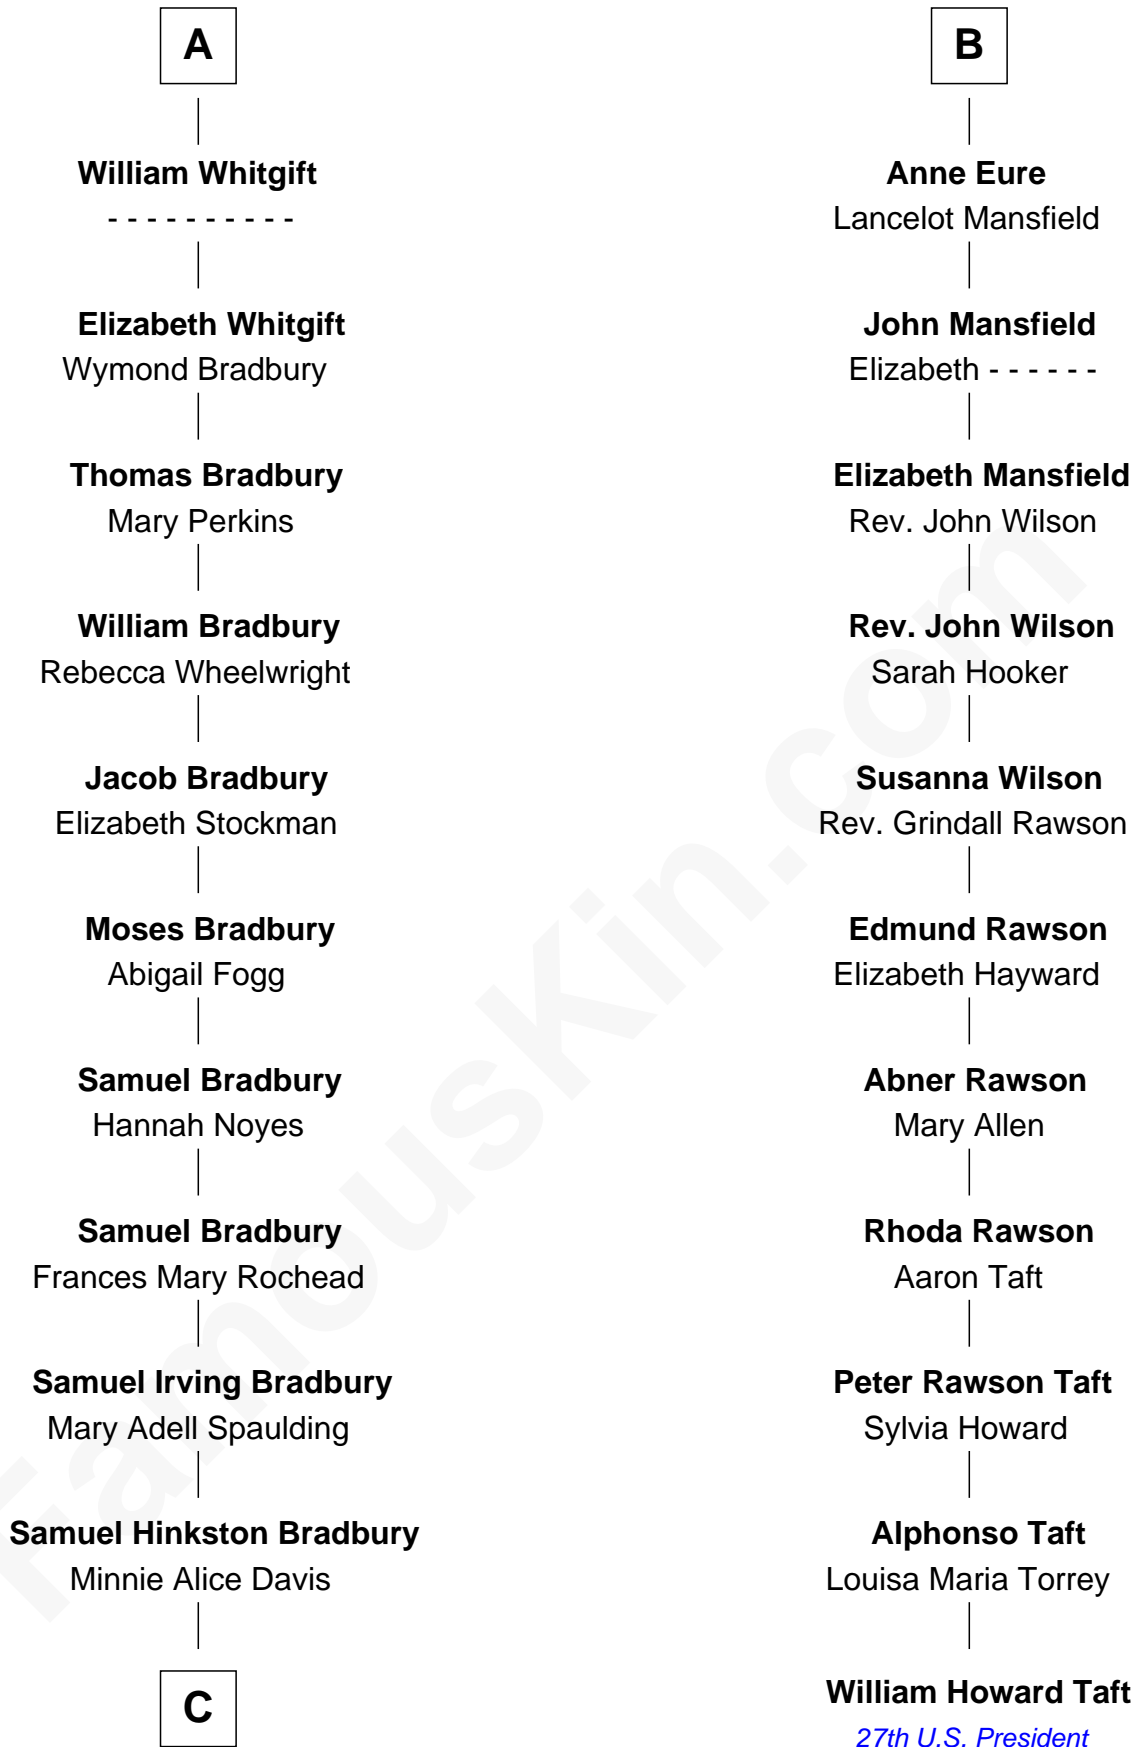 A
William Whitgift
- - - - - - - - - -
Elizabeth Whitgift
Wymond Bradbury
Thomas Bradbury
Mary Perkins
William Bradbury
Rebecca Wheelwright
Jacob Bradbury
Elizabeth Stockman
Moses Bradbury
Abigail Fogg
Samuel Bradbury
Hannah Noyes
Samuel Bradbury
Frances Mary Rochead
Samuel Irving Bradbury
Mary Adell Spaulding
Samuel Hinkston Bradbury
Minnie Alice Davis
C
B
Anne Eure
Lancelot Mansfield
John Mansfield
Elizabeth - - - - - -
Elizabeth Mansfield
Rev. John Wilson
Rev. John Wilson
Sarah Hooker
Susanna Wilson
Rev. Grindall Rawson
Edmund Rawson
Elizabeth Hayward
Abner Rawson
Mary Allen
Rhoda Rawson
Aaron Taft
Peter Rawson Taft
Sylvia Howard
Alphonso Taft
Louisa Maria Torrey
William Howard Taft
27th U.S. President
FamousKin.com